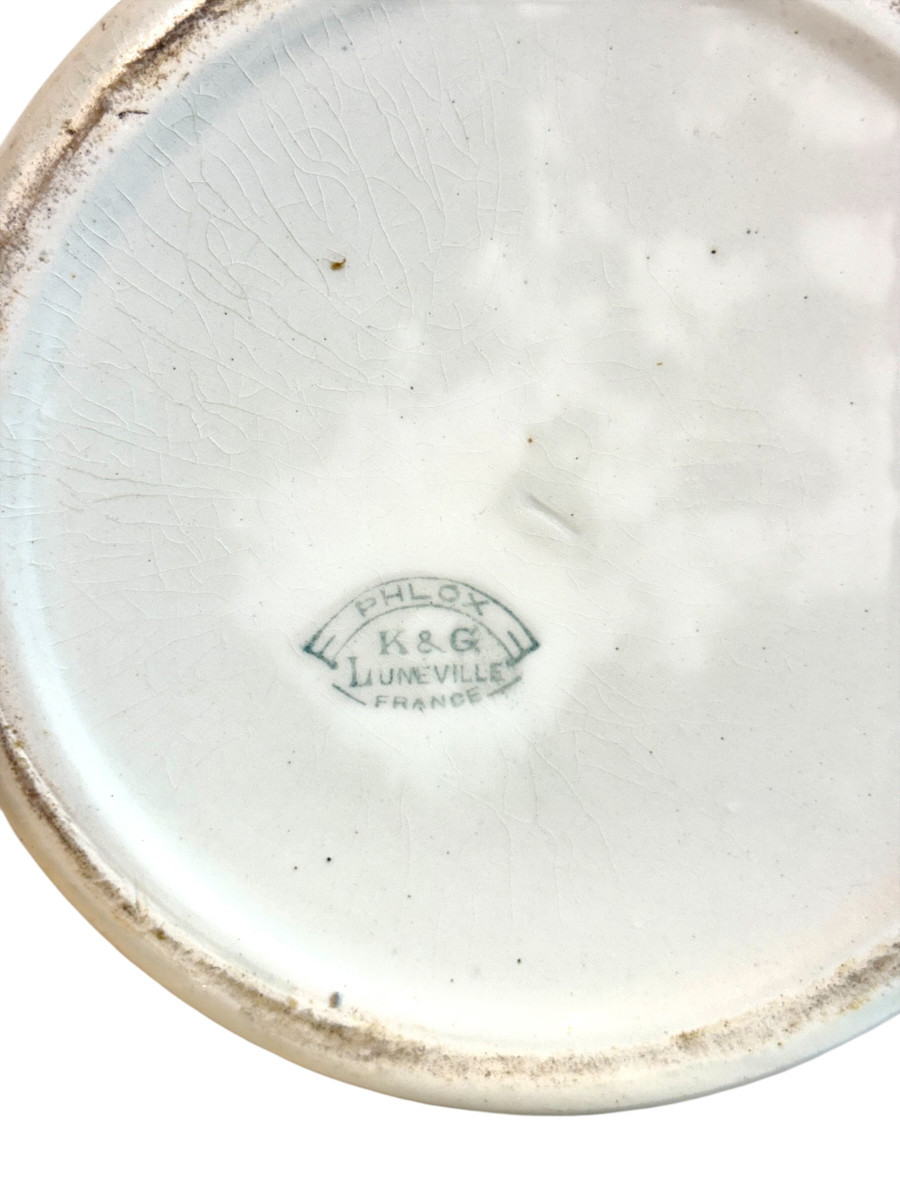 PHLOX
K & G
LUNEVILLE
FRANCE